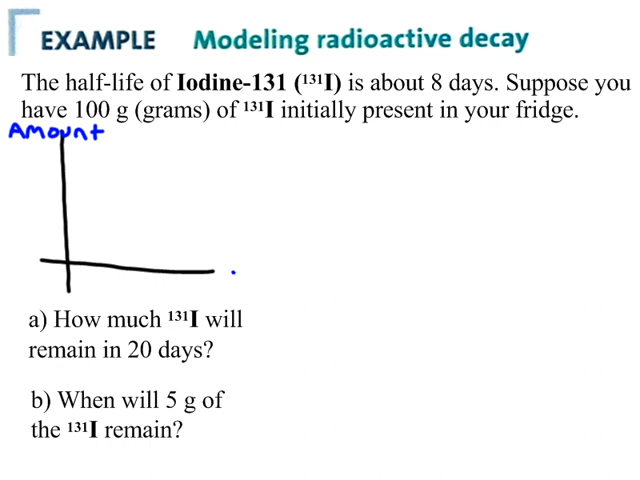 EXAMPLE Modeling radioactive decay
The half-life of Iodine-131 (¹³¹I) is about 8 days. Suppose you
have 100 g (grams) of ¹³¹I initially present in your fridge.
Amount
a) How much ¹³¹I will
remain in 20 days?
b) When will 5 g of
the ¹³¹I remain?